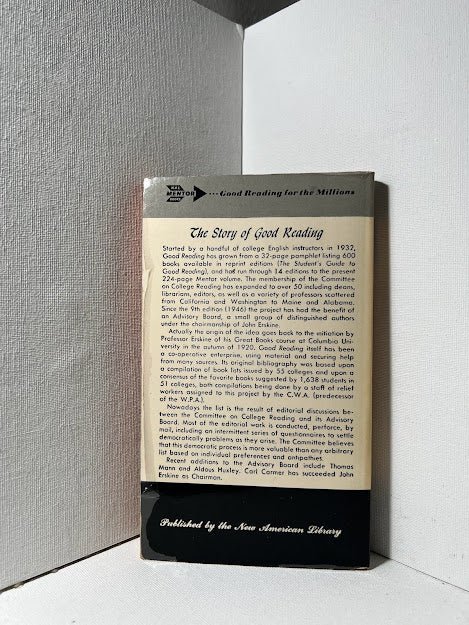 N.A.L.
MENTOR
BOOKS
...Good Reading for the Millions
The Story of Good Reading
Started by a handful of college English instructors in 1932,
Good Reading has grown from a 32-page pamphlet listing 600
books available in reprint editions (The Student's Guide to
Good Reading), and has run through 14 editions to the present
224-page Mentor volume. The membership of the Committee
on College Reading has expanded to over 50 including deans,
librarians, editors, as well as a variety of professors scattered
from California and Washington to Maine and Alabama.
Since the 9th edition (1946) the project has had the benefit of
an Advisory Board, a small group of distinguished authors
under the chairmanship of John Erskine.
Actually the origin of the idea goes back to the initiation by
Professor Erskine of his Great Books course at Columbia Uni-
versity in the autumn of 1920. Good Reading itself has been
a co-operative enterprise, using material and securing help
from many sources. Its original bibliography was based upon
a compilation of book lists issued by 55 colleges and upon a
consensus of the favorite books suggested by 1,638 students in
51 colleges, both compilations being done by a staff of relief
workers assigned to this project by the C.W.A. (predecessor
of the W.P.A.).
Nowadays the list is the result of editorial discussions be-
tween the Committee on College Reading and its Advisory
Board. Most of the editorial work is conducted, perforce, by
mail, including an intermittent series of questionnaires to settle
democratically problems as they arise. The Committee believes
that this democratic process is more valuable than any arbitrary
list based on individual preferences and antipathies.
Recent additions to the Advisory Board include Thomas
Mann and Aldous Huxley. Carl Carmer has succeeded John
Erskine as Chairman.
Published by the New American Library